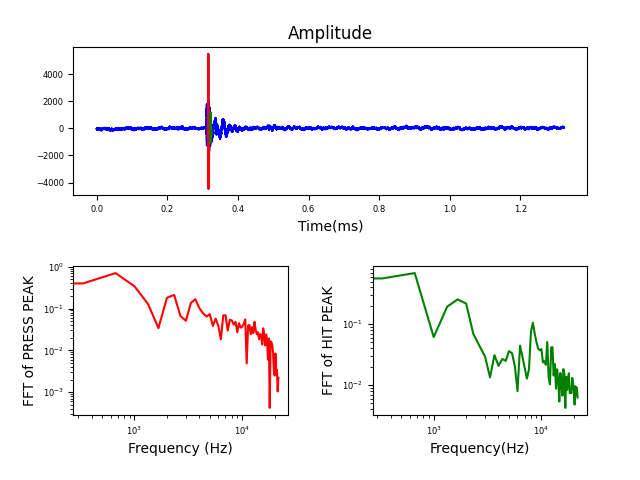 Amplitude
4000
2000
0
−2000
−4000
0.0 0.2 0.4 0.6 0.8 1.0 1.2
Time(ms)
FFT of PRESS PEAK
10⁰
10⁻¹
10⁻²
10⁻³
10³ 10⁴
Frequency (Hz)
FFT of HIT PEAK
10⁻¹
10⁻²
10³ 10⁴
Frequency(Hz)